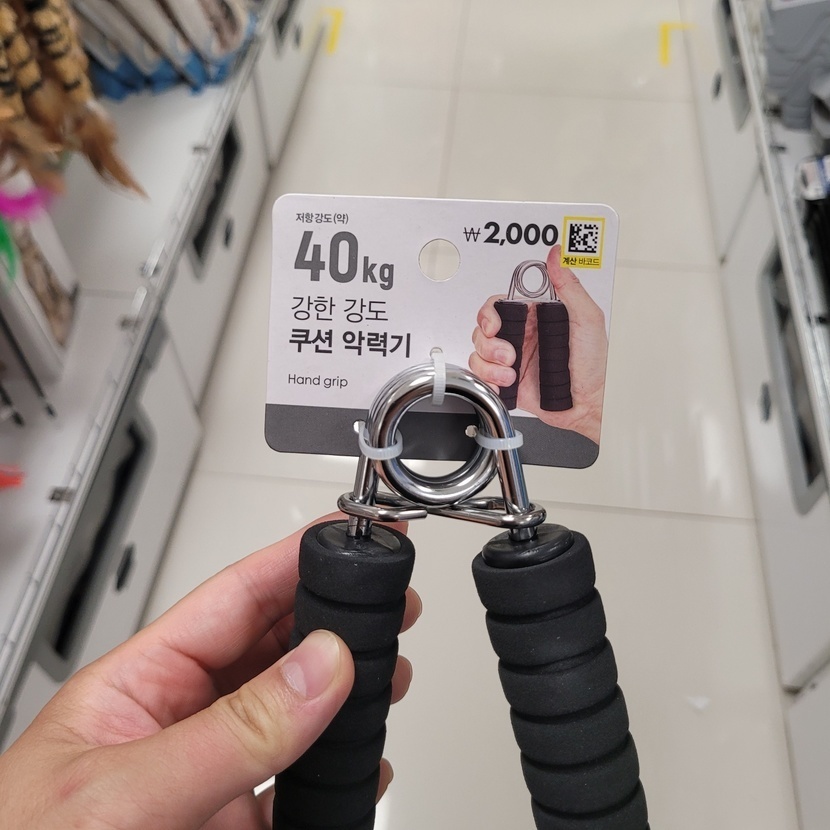 저항강도(약)
40kg
₩2,000
계산 바코드
강한 강도
쿠션 악력기
Hand grip